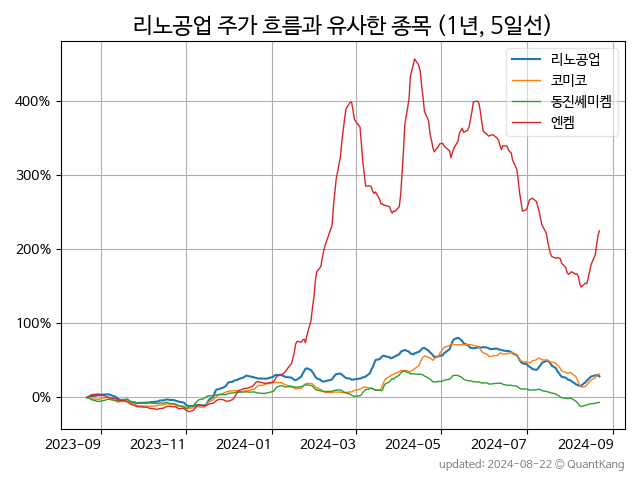 리노공업 주가 흐름과 유사한 종목 (1년, 5일선)
리노공업
코미코
동진쎄미켐
엔켐
400%
300%
200%
100%
0%
2023-09 2023-11 2024-01 2024-03 2024-05 2024-07 2024-09
updated: 2024-08-22 © QuantKang